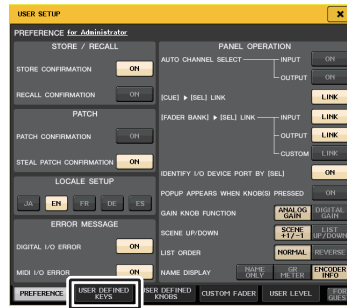 USER SETUP
PREFERENCE for Administrator
STORE / RECALL
STORE CONFIRMATION ON
RECALL CONFIRMATION ON
PATCH
PATCH CONFIRMATION ON
STEAL PATCH CONFIRMATION ON
LOCALE SETUP
JA EN FR DE ES
ERROR MESSAGE
DIGITAL I/O ERROR ON
MIDI I/O ERROR ON
PANEL OPERATION
AUTO CHANNEL SELECT INPUT ON
OUTPUT ON
[CUE] ▶ [SEL] LINK LINK
[FADER BANK] ▶ [SEL] LINK INPUT LINK
OUTPUT LINK
CUSTOM LINK
IDENTIFY I/O DEVICE PORT BY [SEL] ON
POPUP APPEARS WHEN KNOB(S) PRESSED ON
GAIN KNOB FUNCTION ANALOG GAIN DIGITAL GAIN
SCENE UP/DOWN SCENE +1/-1 LIST UP/DOWN
LIST ORDER NORMAL REVERSE
NAME DISPLAY NAME ONLY GR METER ENCODER INFO
PREFERENCE USER DEFINED KEYS USER DEFINED KNOBS CUSTOM FADER USER LEVEL FOR GUES